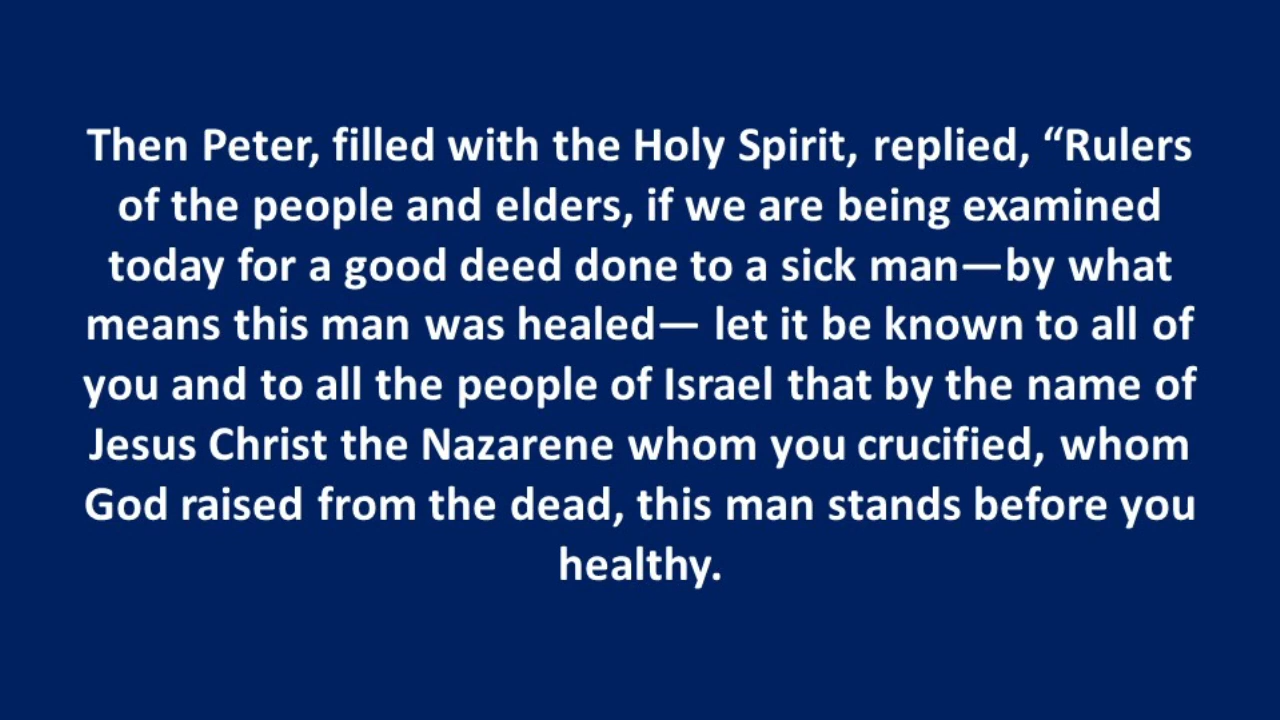 Then Peter, filled with the Holy Spirit, replied, “Rulers
of the people and elders, if we are being examined
today for a good deed done to a sick man—by what
means this man was healed— let it be known to all of
you and to all the people of Israel that by the name of
Jesus Christ the Nazarene whom you crucified, whom
God raised from the dead, this man stands before you
healthy.